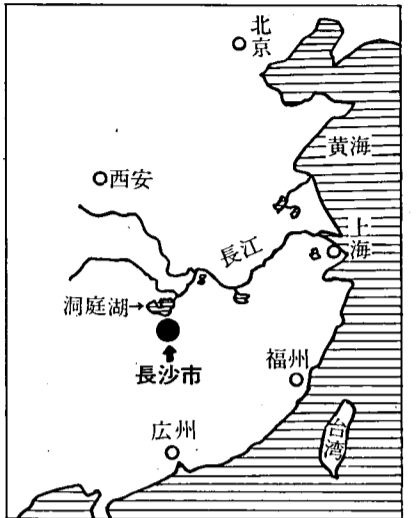 北京
黄海
西安
上海
長江
洞庭湖→
長沙市
福州
広州
台湾